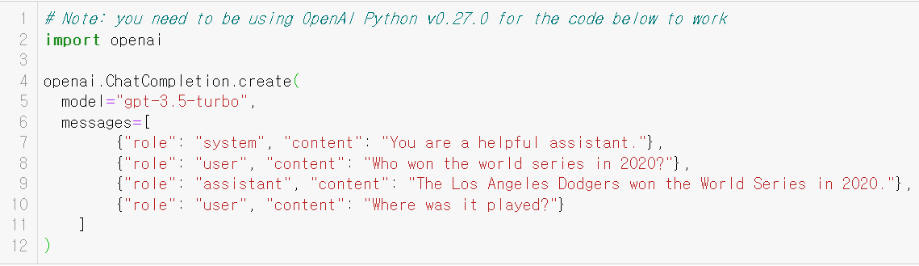 1 # Note: you need to be using OpenAI Python v0.27.0 for the code below to work
2 import openai
3
4 openai.ChatCompletion.create(
5   model="gpt-3.5-turbo",
6   messages=[
7         {"role": "system", "content": "You are a helpful assistant."},
8         {"role": "user", "content": "Who won the world series in 2020?"},
9         {"role": "assistant", "content": "The Los Angeles Dodgers won the World Series in 2020."},
10         {"role": "user", "content": "Where was it played?"}
11     ]
12 )